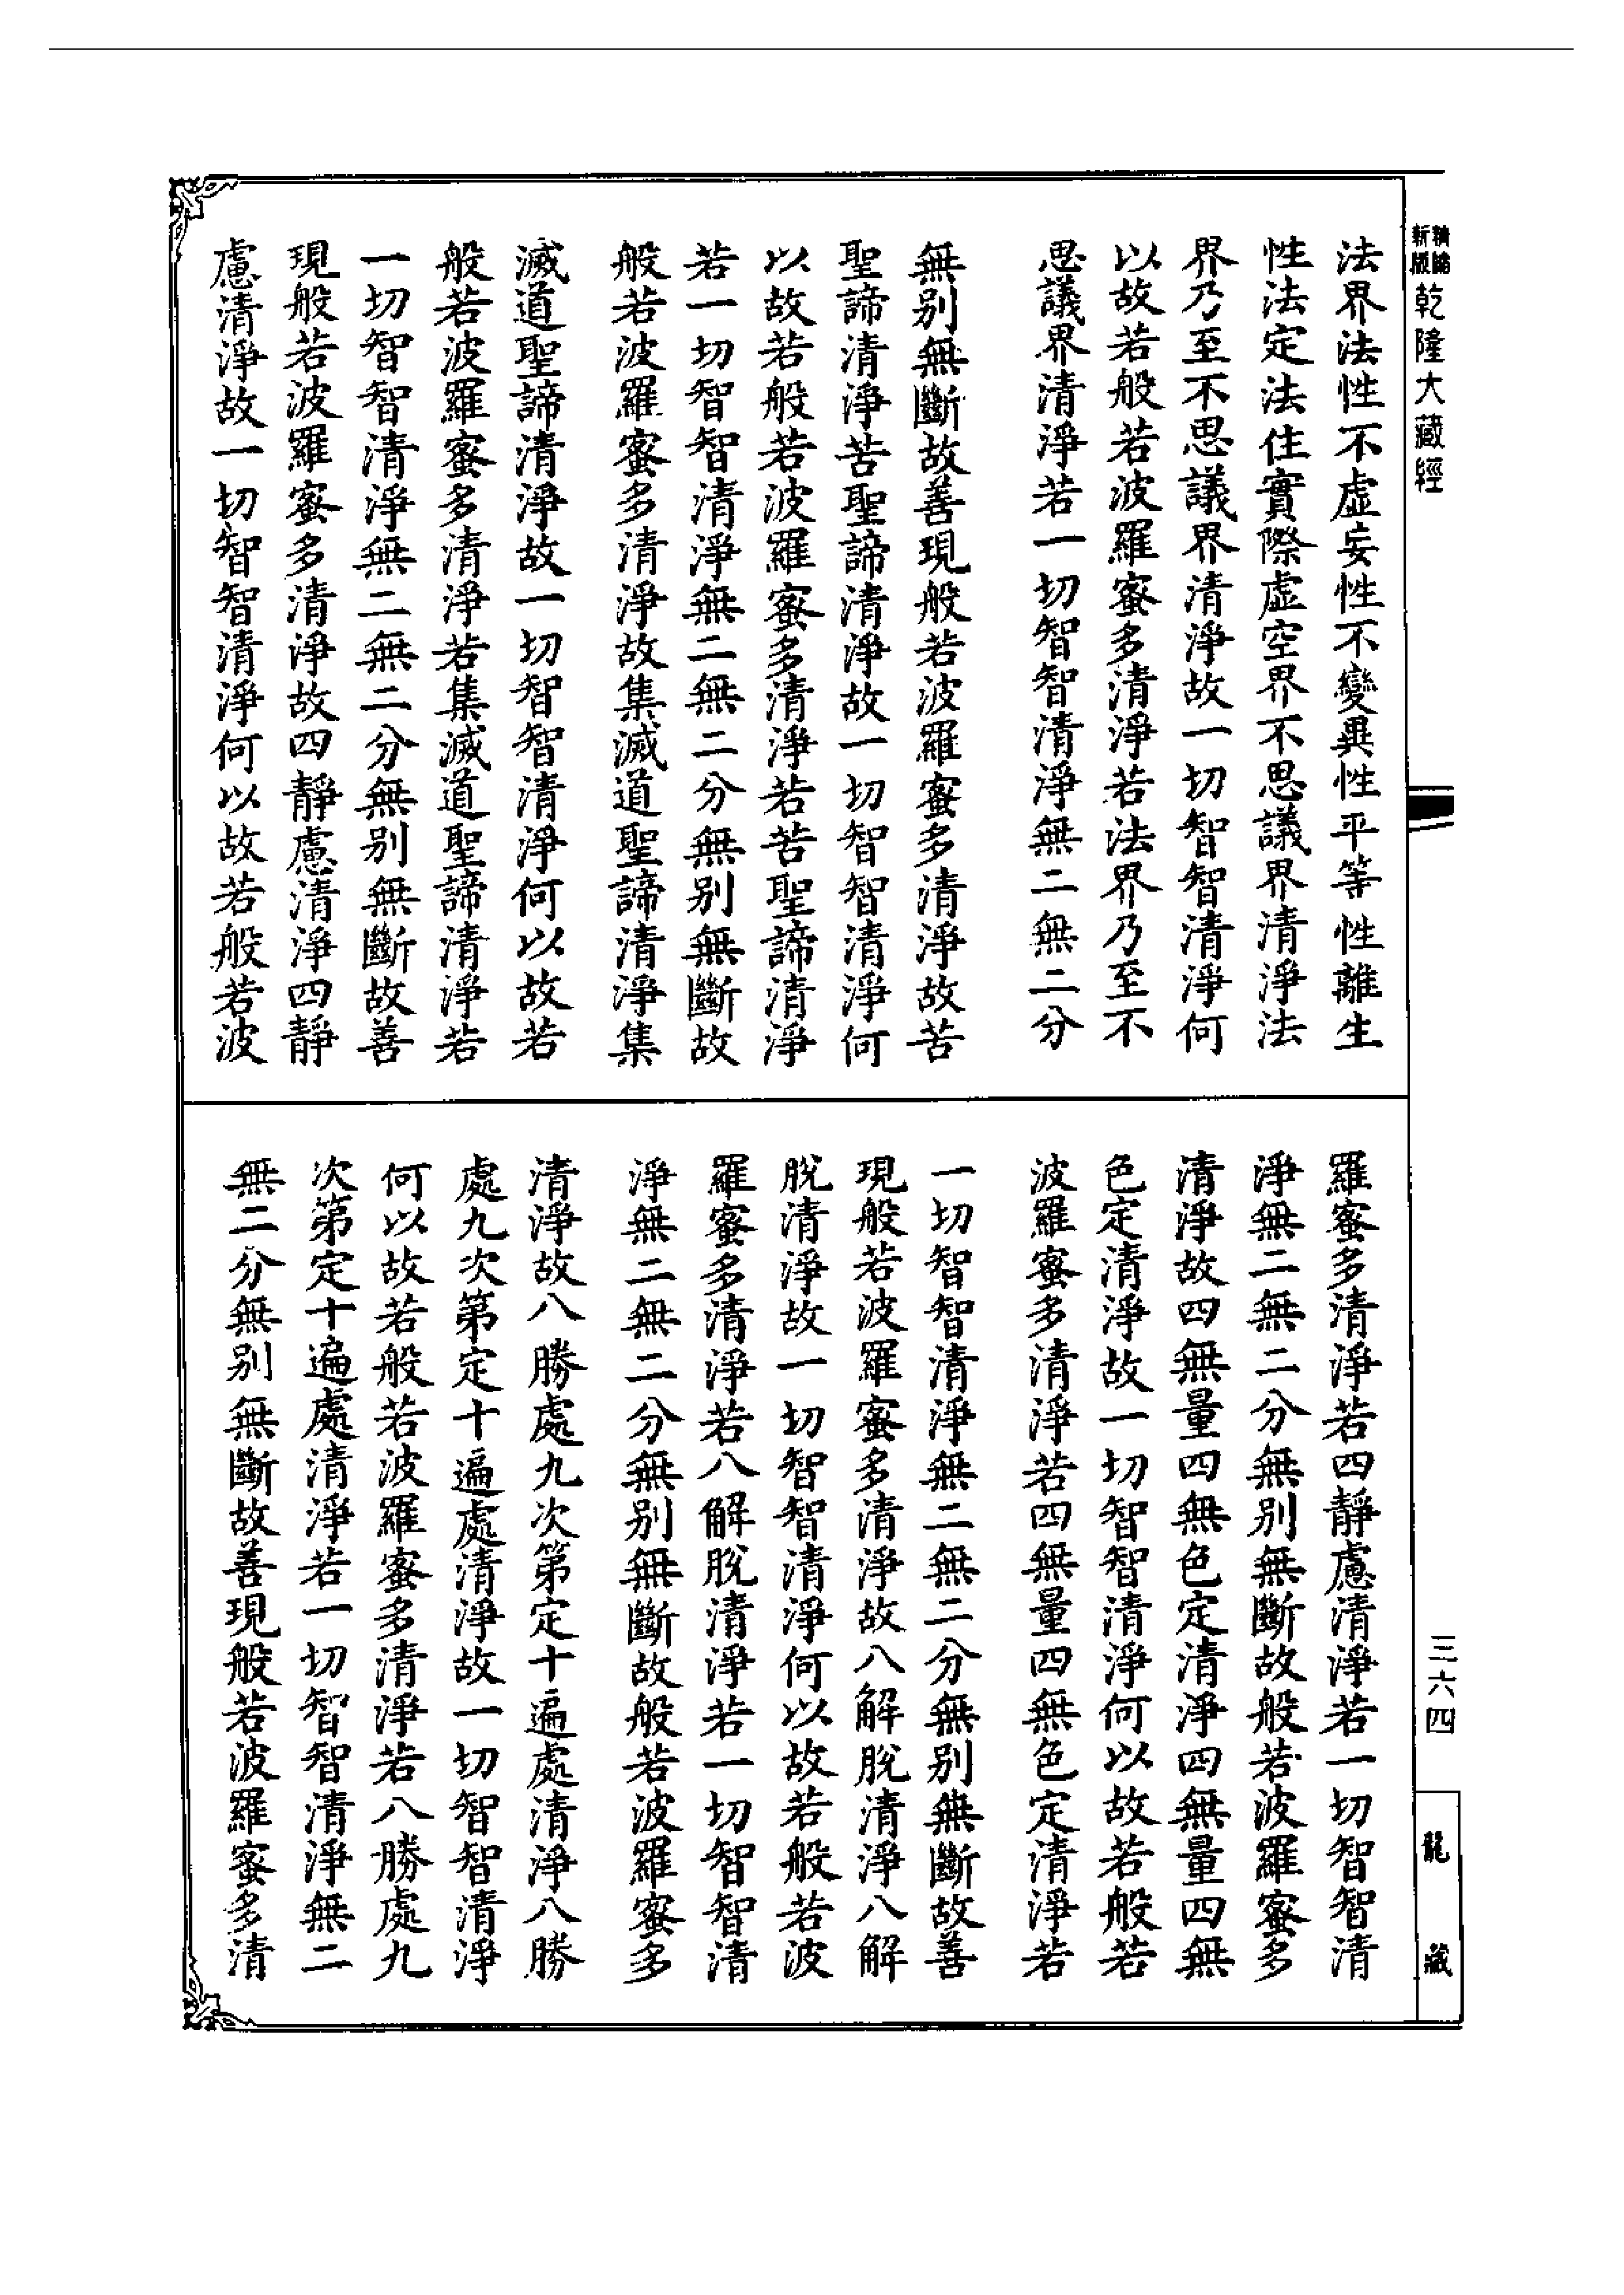 新版精縮乾隆大藏經
法界法性不虛妄性不變異性平等性離生
性法定法住實際虛空界不思議界清淨法
界乃至不思議界清淨故一切智智清淨何
以故若般若波羅蜜多清淨若法界乃至不
思議界清淨若一切智智清淨無二無二分
無別無斷故善現般若波羅蜜多清淨故苦
聖諦清淨苦聖諦清淨故一切智智清淨何
以故若般若波羅蜜多清淨若苦聖諦清淨
若一切智智清淨無二無二分無別無斷故
般若波羅蜜多清淨故集滅道聖諦清淨集
滅道聖諦清淨故一切智智清淨何以故若
般若波羅蜜多清淨若集滅道聖諦清淨若
一切智智清淨無二無二分無別無斷故善
現般若波羅蜜多清淨故四靜慮清淨四靜
慮清淨故一切智智清淨何以故若般若波
羅蜜多清淨若四靜慮清淨若一切智智清
淨無二無二分無別無斷故般若波羅蜜多
清淨故四無量四無色定清淨四無量四無
色定清淨故一切智智清淨何以故若般若
波羅蜜多清淨若四無量四無色定清淨若
一切智智清淨無二無二分無別無斷故善
現般若波羅蜜多清淨故八解脫清淨八解
脫清淨故一切智智清淨何以故若般若波
羅蜜多清淨若八解脫清淨若一切智智清
淨無二無二分無別無斷故般若波羅蜜多
清淨故八勝處九次第定十遍處清淨八勝
處九次第定十遍處清淨故一切智智清淨
何以故若般若波羅蜜多清淨若八勝處九
次第定十遍處清淨若一切智智清淨無二
無二分無別無斷故善現般若波羅蜜多清
三六四
龍藏